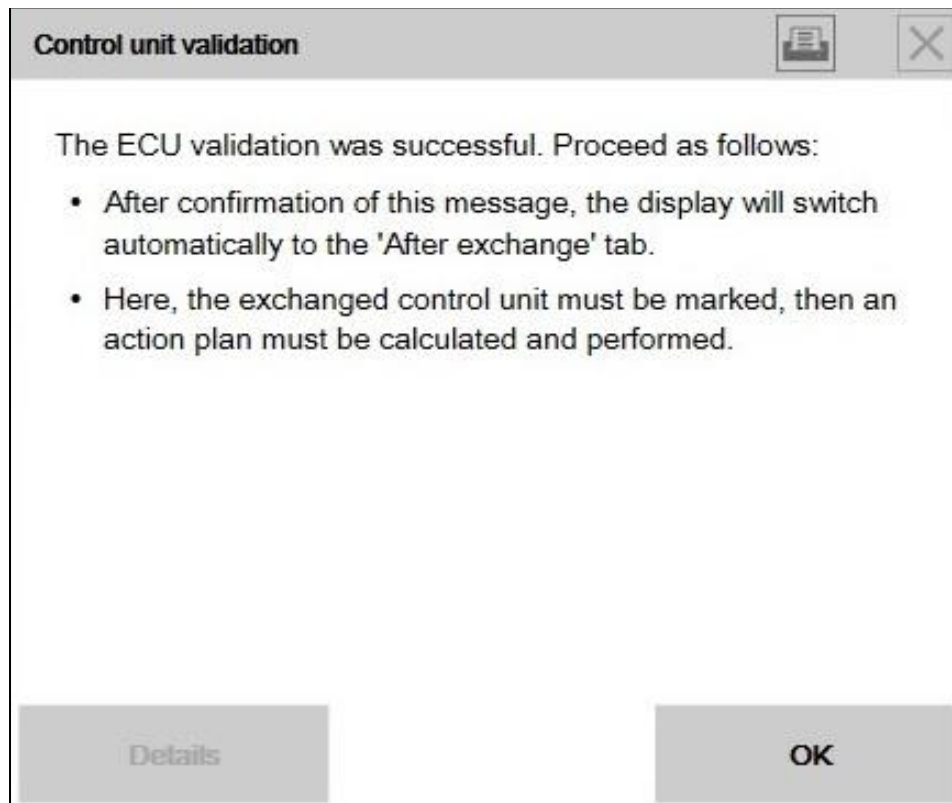 Control unit validation
The ECU validation was successful. Proceed as follows:
• After confirmation of this message, the display will switch
automatically to the 'After exchange' tab.
• Here, the exchanged control unit must be marked, then an
action plan must be calculated and performed.
Details
OK